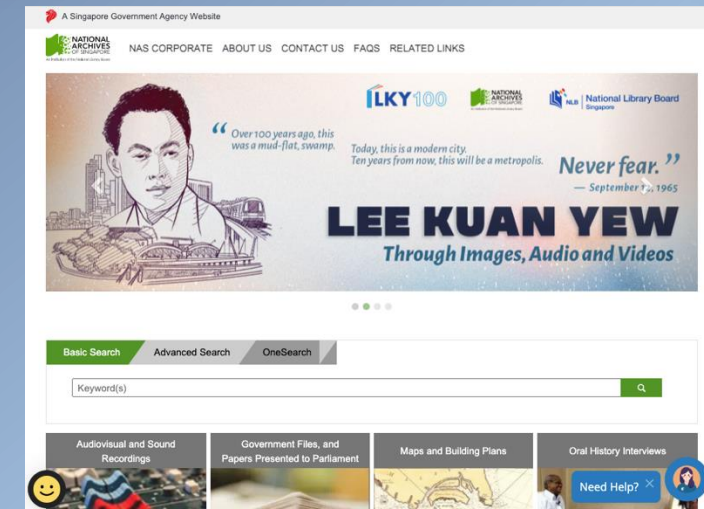 A Singapore Government Agency Website
NATIONAL
ARCHIVES
OF SINGAPORE
NAS CORPORATE ABOUT US CONTACT US FAQS RELATED LINKS
LKY100
NATIONAL
ARCHIVES
OF SINGAPORE
NLB National Library Board
Singapore
“ Over 100 years ago, this
was a mud-flat, swamp.
Today, this is a modern city.
Ten years from now, this will be a metropolis.
Never fear. ”
— September 1965
LEE KUAN YEW
Through Images, Audio and Videos
Basic Search Advanced Search OneSearch
Keyword(s)
Audiovisual and Sound
Recordings
Government Files, and
Papers Presented to Parliament
Maps and Building Plans
Oral History Interviews
Need Help? ×